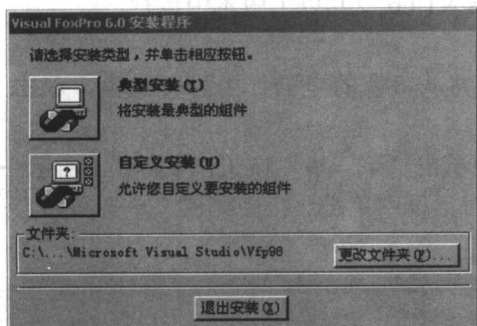 Visual FoxPro 6.0 安装程序
请选择安装类型，并单击相应按钮。
典型安装(T)
将安装最典型的组件
自定义安装(U)
允许您自定义要安装的组件
文件夹:
C:\...\Microsoft Visual Studio\Vfp98
更改文件夹(F)...
退出安装(X)